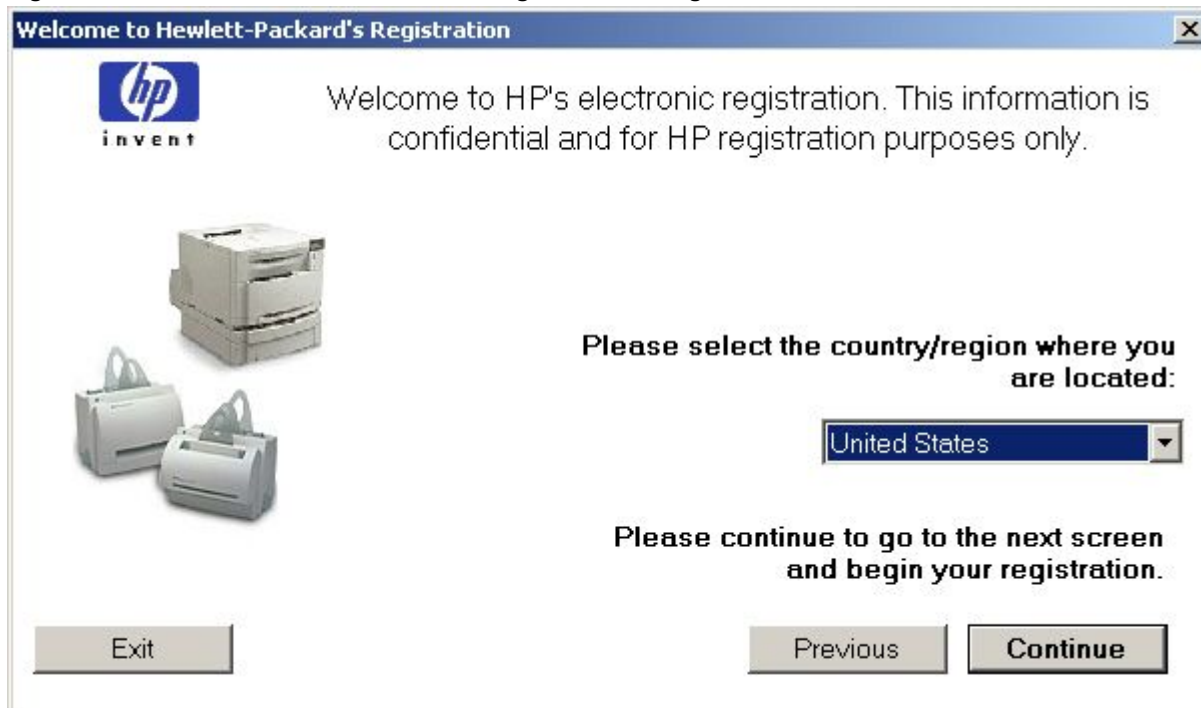 Welcome to Hewlett-Packard's Registration
hp
invent
Welcome to HP's electronic registration. This information is
confidential and for HP registration purposes only.
Please select the country/region where you
are located:
United States
Please continue to go to the next screen
and begin your registration.
Exit
Previous
Continue